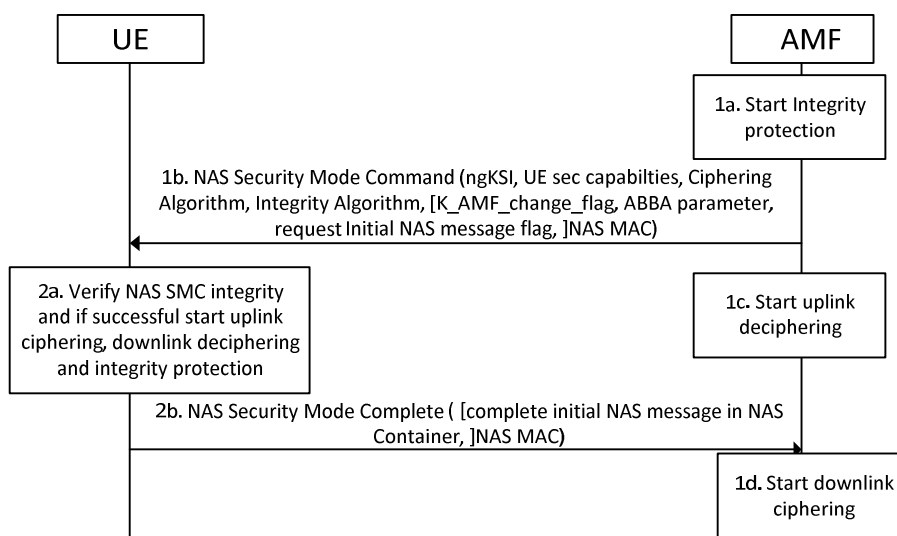 UE
AMF
1a. Start Integrity
protection
1b. NAS Security Mode Command (ngKSI, UE sec capabilties, Ciphering
Algorithm, Integrity Algorithm, [K_AMF_change_flag, ABBA parameter,
request Initial NAS message flag, ]NAS MAC)
2a. Verify NAS SMC integrity
and if successful start uplink
ciphering, downlink deciphering
and integrity protection
1c. Start uplink
deciphering
2b. NAS Security Mode Complete ( [complete initial NAS message in NAS
Container, ]NAS MAC)
1d. Start downlink
ciphering